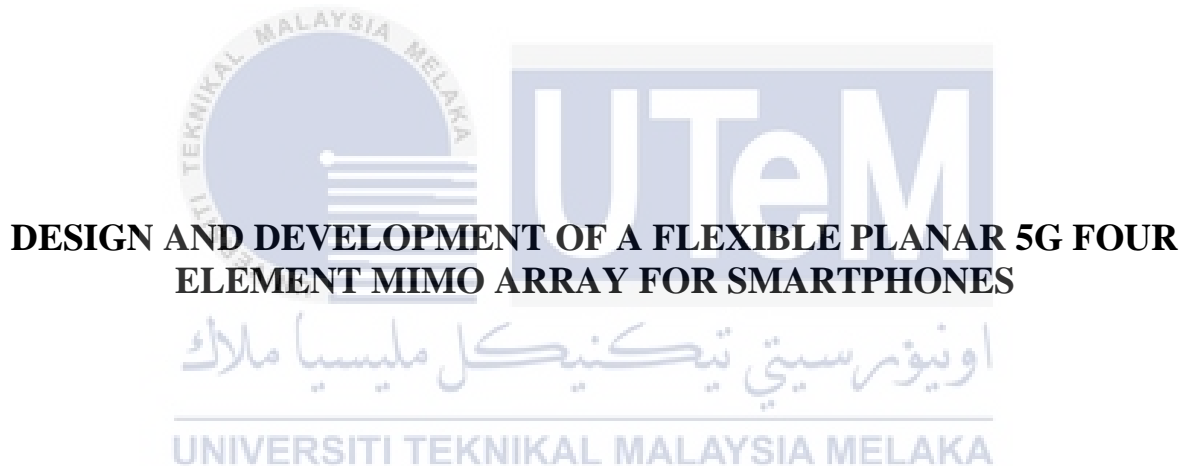 UNIVERSITI TEKNIKAL MALAYSIA MELAKA
UTeM
DESIGN AND DEVELOPMENT OF A FLEXIBLE PLANAR 5G FOUR
ELEMENT MIMO ARRAY FOR SMARTPHONES
اونيۏرسيتي تيكنيكل مليسيا ملاك
UNIVERSITI TEKNIKAL MALAYSIA MELAKA